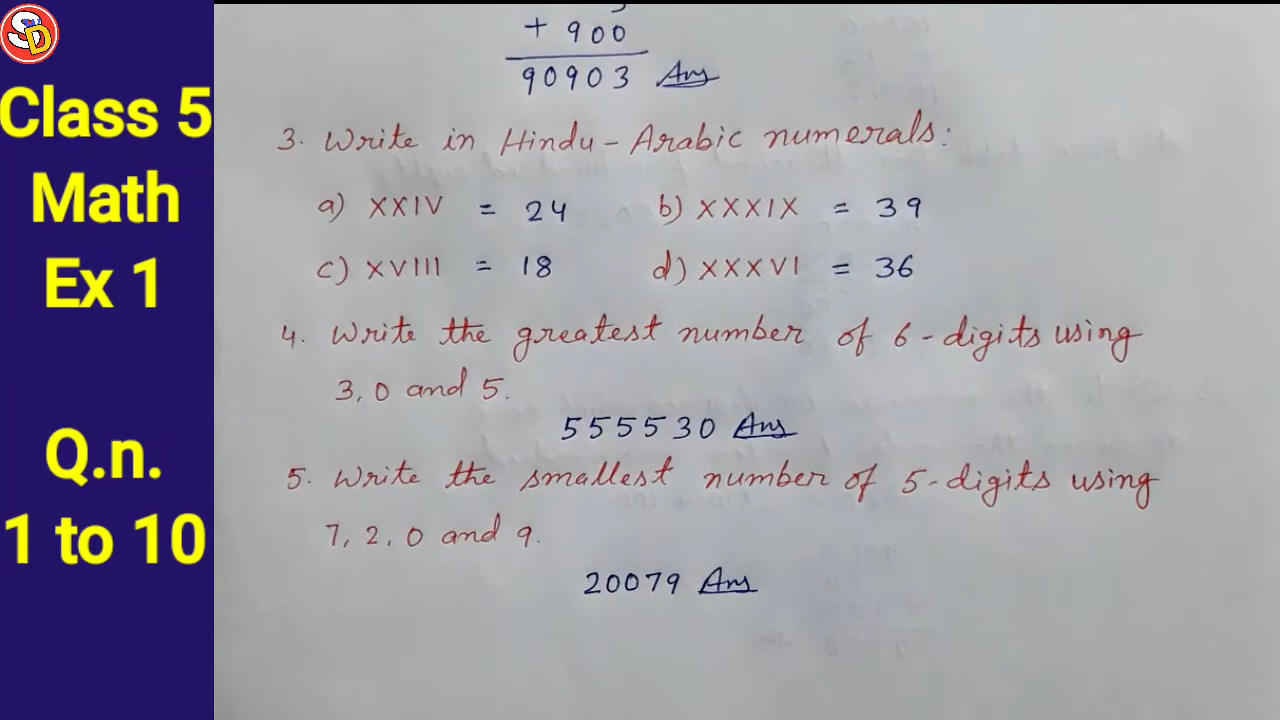 SD
Class 5
Math
Ex 1
Q.n.
1 to 10
+ 900
90903 Ans
3. Write in Hindu-Arabic numerals:
a) XXIV = 24 b) XXXIX = 39
c) XVIII = 18 d) XXXVI = 36
4. Write the greatest number of 6-digits using
3, 0 and 5.
555530 Ans
5. Write the smallest number of 5-digits using
7, 2, 0 and 9.
20079 Ans